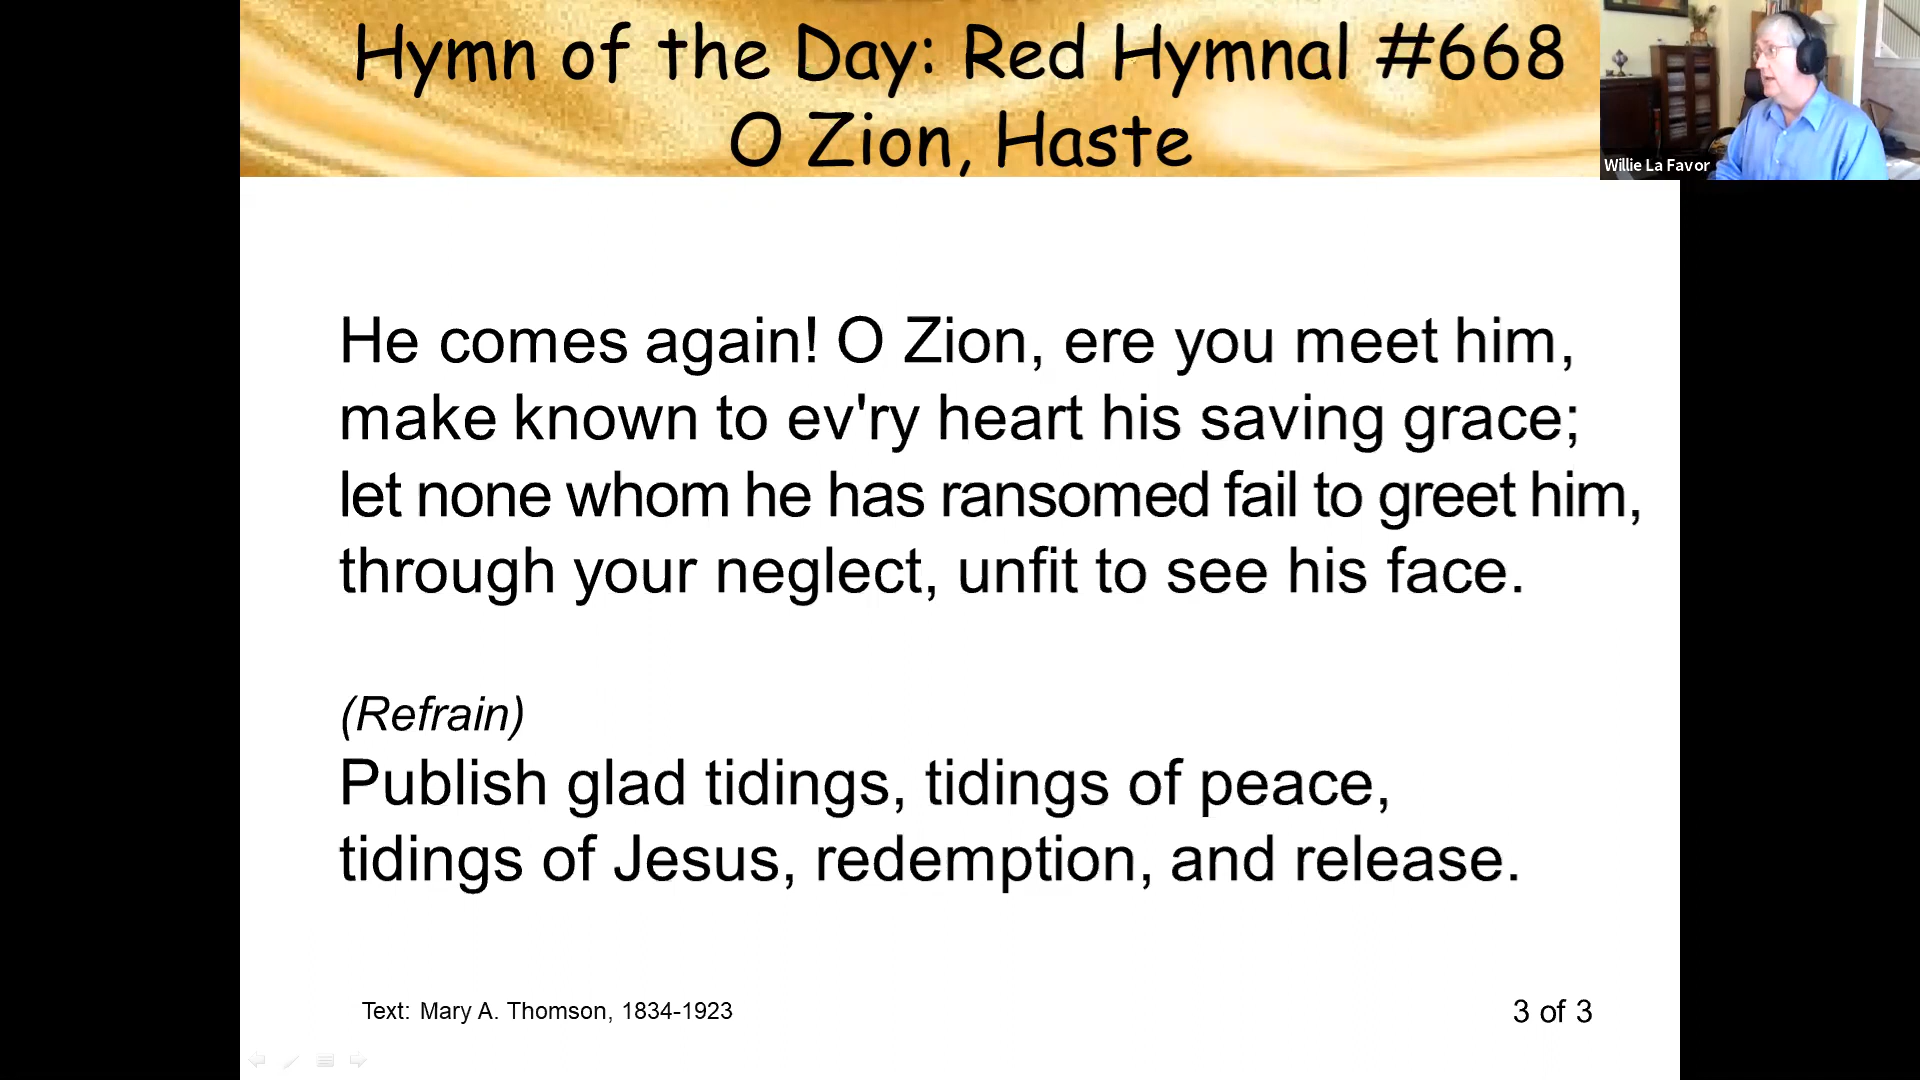 Hymn of the Day: Red Hymnal #668
O Zion, Haste
Willie La Favor
He comes again! O Zion, ere you meet him,
make known to ev'ry heart his saving grace;
let none whom he has ransomed fail to greet him,
through your neglect, unfit to see his face.
(Refrain)
Publish glad tidings, tidings of peace,
tidings of Jesus, redemption, and release.
Text: Mary A. Thomson, 1834-1923
3 of 3